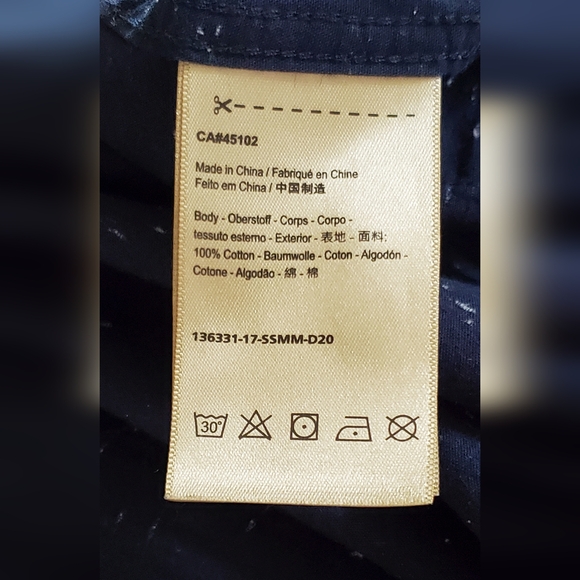 CA#45102
Made in China / Fabriqué en Chine
Feito em China / 中国制造
Body - Oberstoff - Corps - Corpo -
tessuto esterno - Exterior - 表地 - 面料:
100% Cotton - Baumwolle - Coton - Algodón -
Cotone - Algodão - 綿 - 棉
136331-17-SSMM-D20
30°